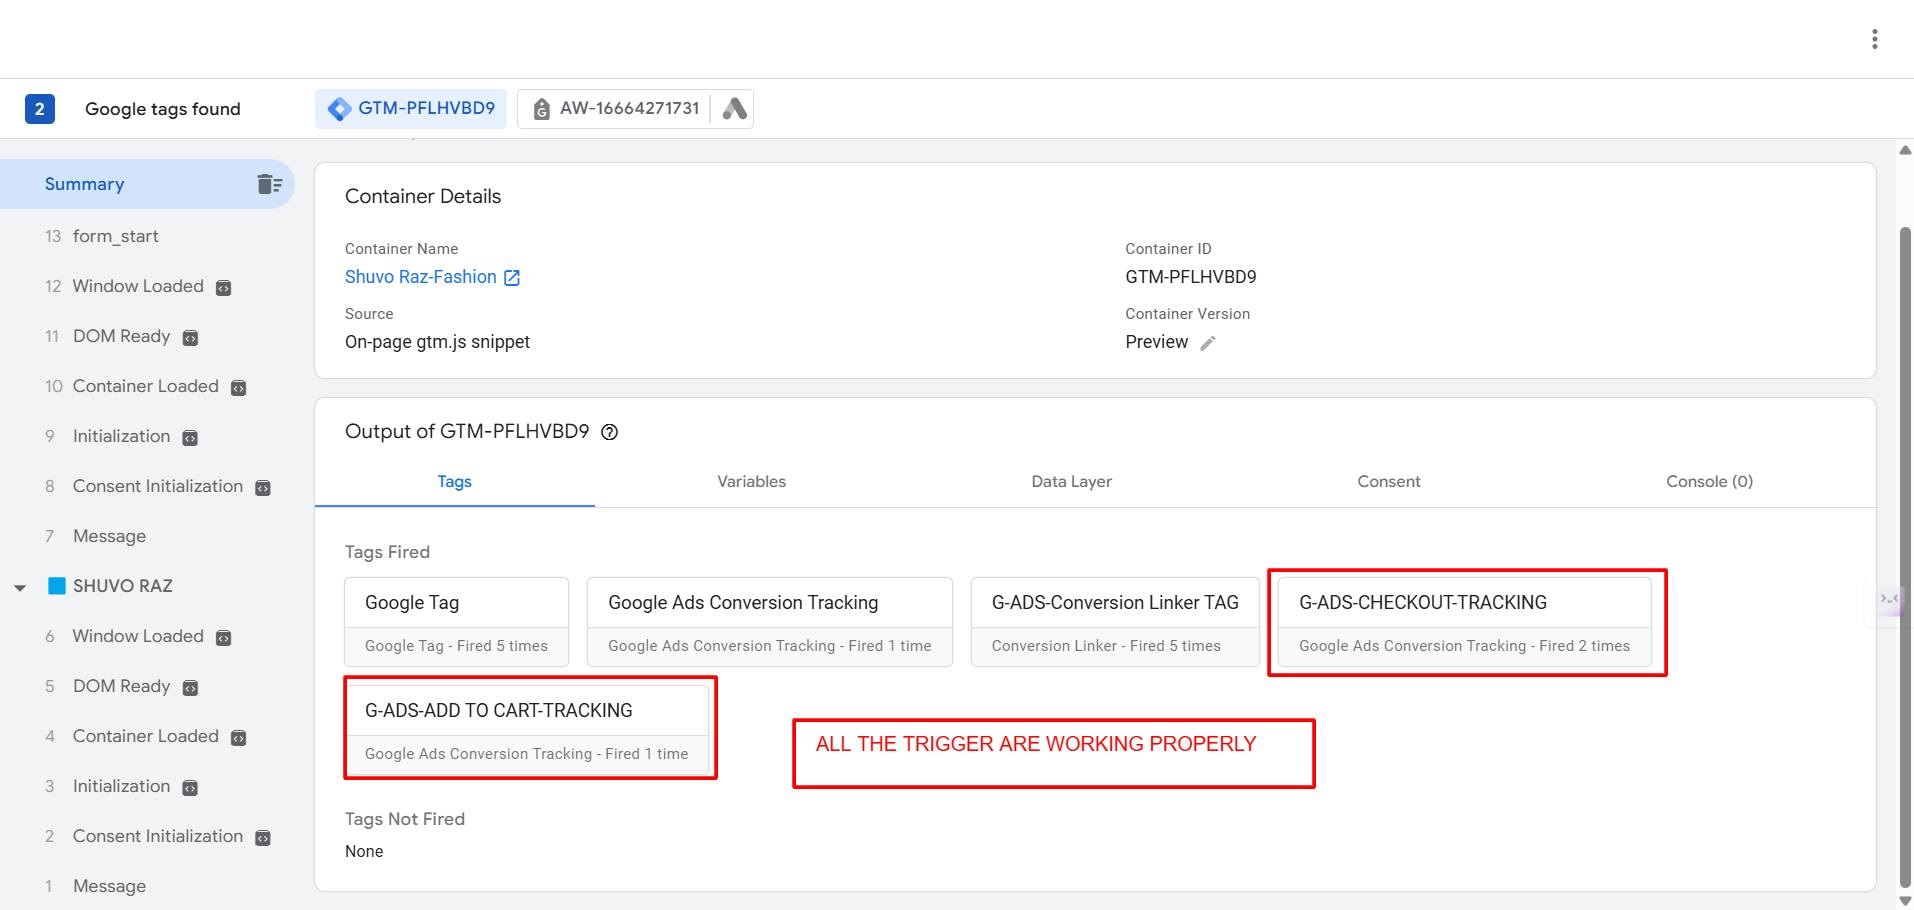 2 Google tags found GTM-PFLHVBD9 AW-16664271731
Summary
13 form_start
12 Window Loaded
11 DOM Ready
10 Container Loaded
9 Initialization
8 Consent Initialization
7 Message
SHUVO RAZ
6 Window Loaded
5 DOM Ready
4 Container Loaded
3 Initialization
2 Consent Initialization
1 Message
Container Details
Container Name
Shuvo Raz-Fashion
Container ID
GTM-PFLHVBD9
Source
On-page gtm.js snippet
Container Version
Preview
Output of GTM-PFLHVBD9
Tags Variables Data Layer Consent Console (0)
Tags Fired
Google Tag
Google Tag - Fired 5 times
Google Ads Conversion Tracking
Google Ads Conversion Tracking - Fired 1 time
G-ADS-Conversion Linker TAG
Conversion Linker - Fired 5 times
G-ADS-CHECKOUT-TRACKING
Google Ads Conversion Tracking - Fired 2 times
G-ADS-ADD TO CART-TRACKING
Google Ads Conversion Tracking - Fired 1 time
ALL THE TRIGGER ARE WORKING PROPERLY
Tags Not Fired
None